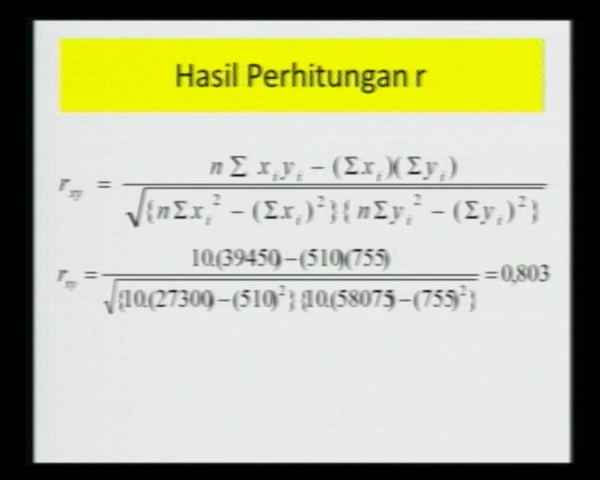 Hasil Perhitungan r
r_xy = n Σ x_i y_i − (Σx_i)(Σy_i) / √{nΣx_i² − (Σx_i)²}{nΣy_i² − (Σy_i)²}
r_xy = 10.(39450) − (510)(755) / √{10.(27300) − (510)²} {10.(58075) − (755)²} = 0,803